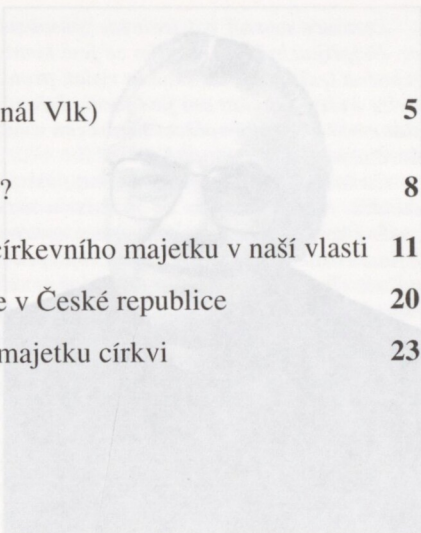 nál Vlk) 5
? 8
církevního majetku v naší vlasti 11
e v České republice 20
majetku církvi 23